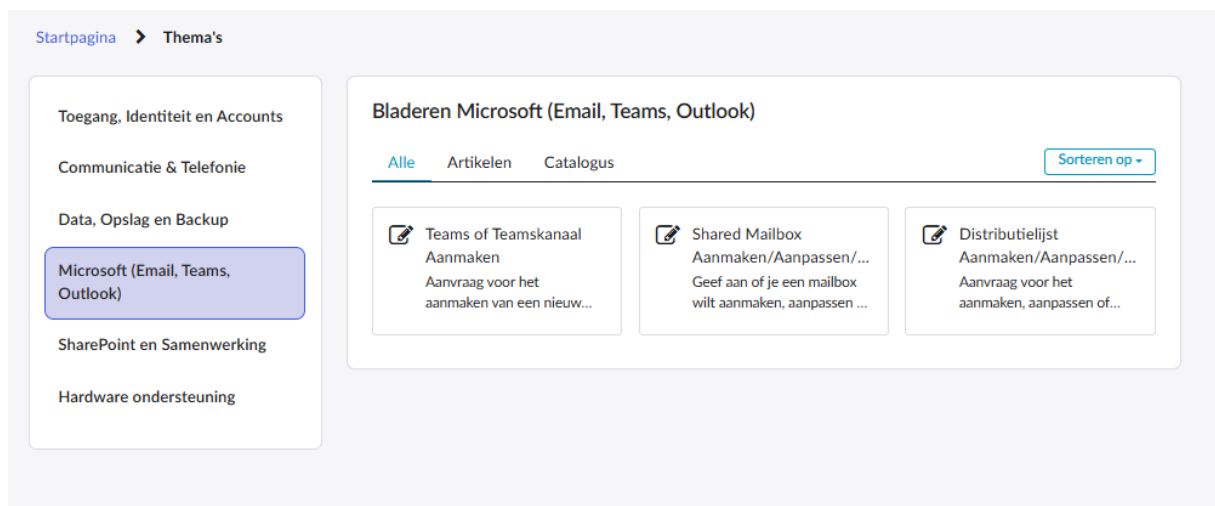 Startpagina > Thema's
Toegang, Identiteit en Accounts
Communicatie & Telefonie
Data, Opslag en Backup
Microsoft (Email, Teams,
Outlook)
SharePoint en Samenwerking
Hardware ondersteuning
Bladeren Microsoft (Email, Teams, Outlook)
Alle Artikelen Catalogus Sorteren op
Teams of Teamskanaal
Aanmaken
Aanvraag voor het
aanmaken van een nieuw...
Shared Mailbox
Aanmaken/Aanpassen/...
Geef aan of je een mailbox
wilt aanmaken, aanpassen ...
Distributielijst
Aanmaken/Aanpassen/...
Aanvraag voor het
aanmaken, aanpassen of...